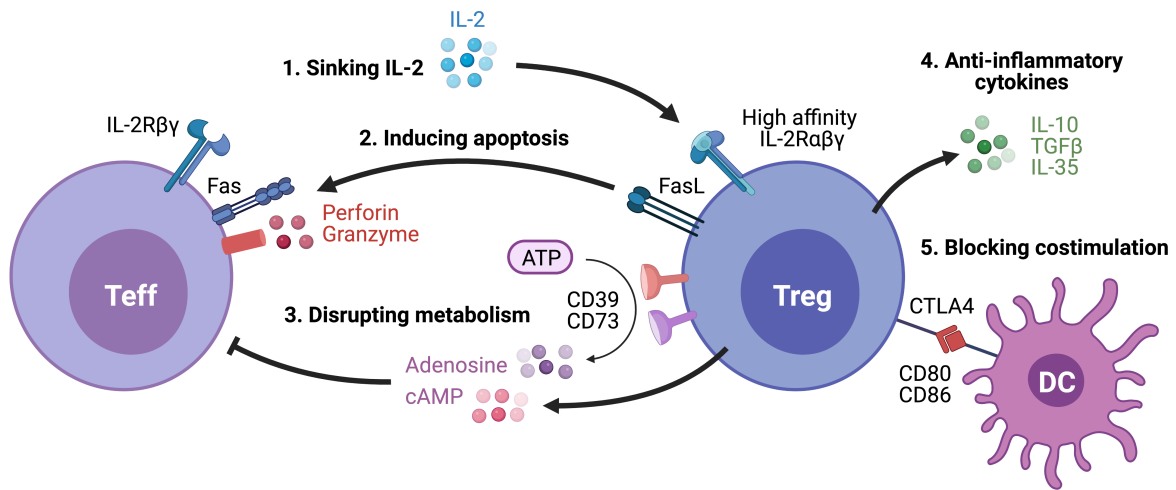 IL-2
1. Sinking IL-2
4. Anti-inflammatory
cytokines
IL-2Rβγ
2. Inducing apoptosis
High affinity
IL-2Rαβγ
IL-10
TGFβ
IL-35
Fas
FasL
Perforin
Granzyme
5. Blocking costimulation
ATP
Teff
Treg
CD39
CD73
CTLA4
3. Disrupting metabolism
Adenosine
cAMP
CD80
CD86
DC